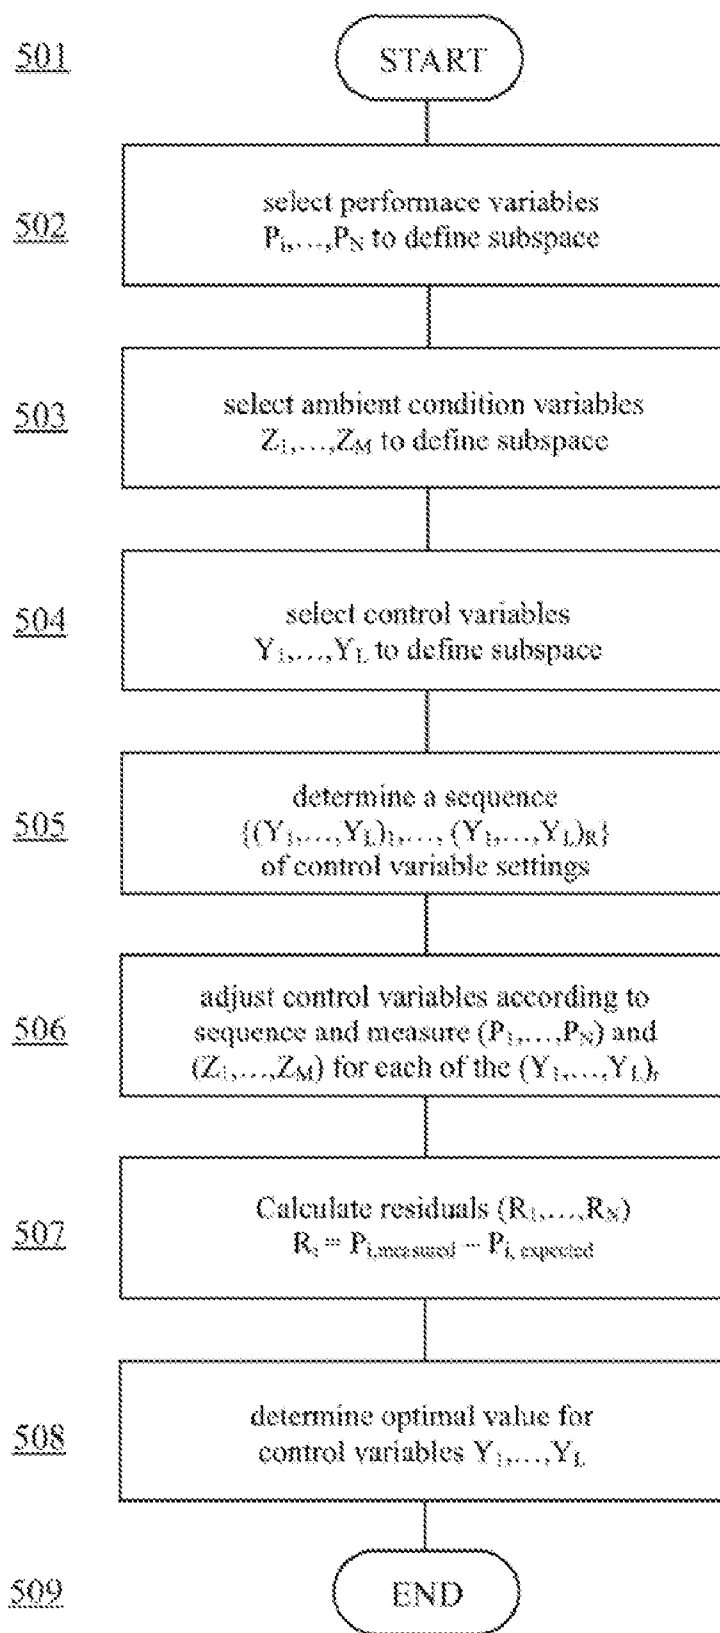 501
START
502
select performace variables
P₁,…,P_N to define subspace
503
select ambient condition variables
Z₁,…,Z_M to define subspace
504
select control variables
Y₁,…,Y_L to define subspace
505
determine a sequence
{(Y₁,…,Y_L)₁,…, (Y₁,…,Y_L)_R}
of control variable settings
506
adjust control variables according to
sequence and measure (P₁,…,P_N) and
(Z₁,…,Z_M) for each of the (Y₁,…,Y_L)ᵣ
507
Calculate residuals (R₁,…,R_N)
Rᵢ = P_i,measured – P_i, expected
508
determine optimal value for
control variables Y₁,…,Y_L
509
END